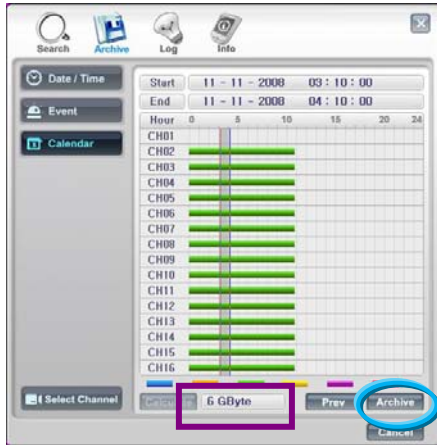 Search Archive Log Info
Date / Time
Event
Calendar
Start 11 - 11 - 2008 03 : 10 : 00
End 11 - 11 - 2008 04 : 10 : 00
Hour 0 5 10 15 20 24
CH01
CH02
CH03
CH04
CH05
CH06
CH07
CH08
CH09
CH10
CH11
CH12
CH13
CH14
CH15
CH16
Select Channel
Calculate 6 GByte Prev Archive
Cancel